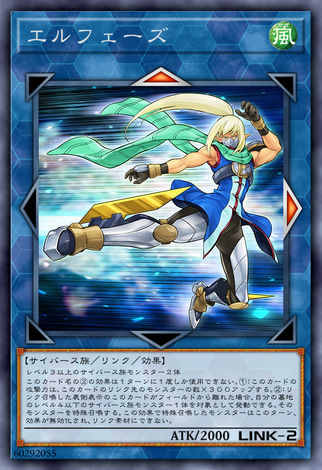 エルフェーズ
風
【サイバース族／リンク／効果】
レベル3以上のサイバース族モンスター2体
このカード名の②の効果は1ターンに1度しか使用できない。①：このカードの
攻撃力は、このカードのリンク先のモンスターの数×300アップする。②：リ
ンク召喚した表側表示のこのカードがフィールドから離れた場合、自分の墓地
のレベル4以下のサイバース族モンスター1体を対象として発動できる。そのモ
ンスターを特殊召喚する。この効果で特殊召喚したモンスターはこのターン、
効果が無効化され、リンク素材にできない。
ATK/2000 LINK-2
60292055